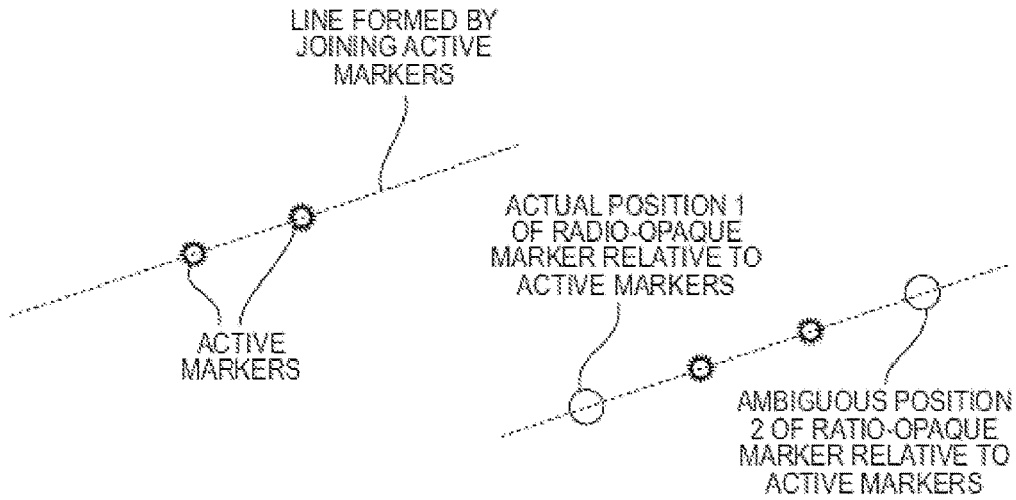 LINE FORMED BY
JOINING ACTIVE
MARKERS
ACTIVE
MARKERS
ACTUAL POSITION 1
OF RADIO-OPAQUE
MARKER RELATIVE TO
ACTIVE MARKERS
AMBIGUOUS POSITION
2 OF RATIO-OPAQUE
MARKER RELATIVE TO
ACTIVE MARKERS